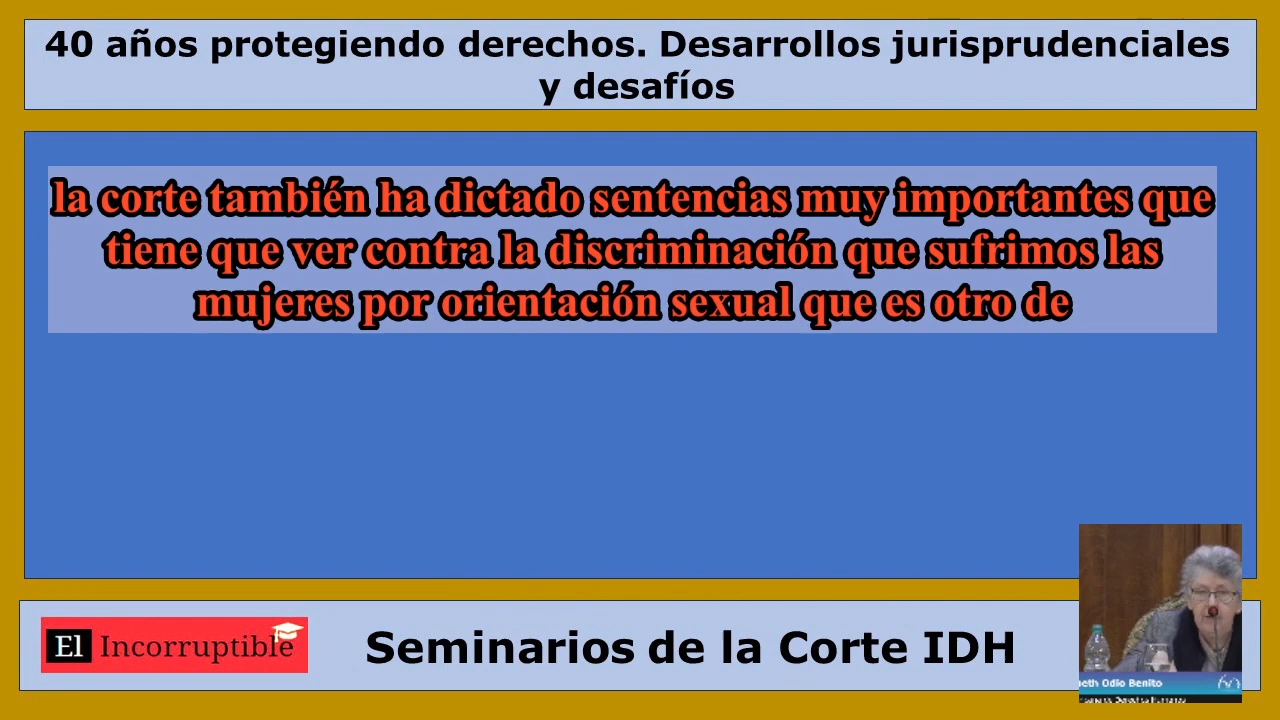 40 años protegiendo derechos. Desarrollos jurisprudenciales
y desafíos
la corte también ha dictado sentencias muy importantes que
tiene que ver contra la discriminación que sufrimos las
mujeres por orientación sexual que es otro de
El Incorruptible
Seminarios de la Corte IDH
Odio Benito